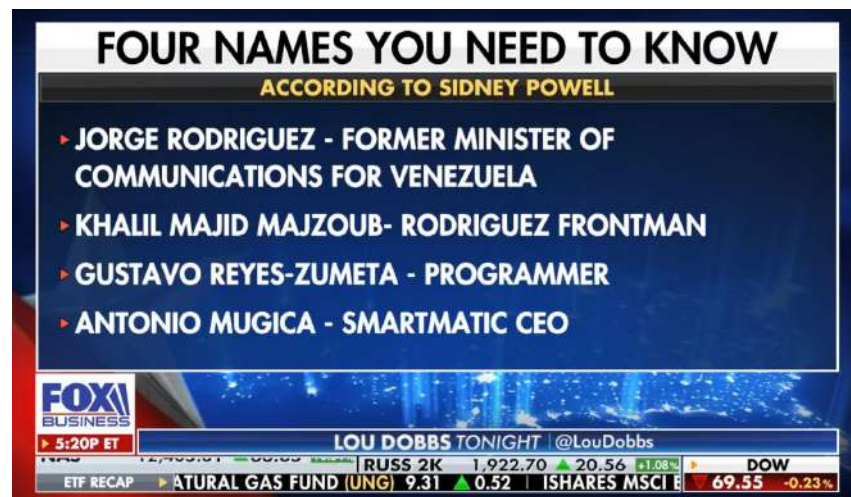 FOUR NAMES YOU NEED TO KNOW
ACCORDING TO SIDNEY POWELL
JORGE RODRIGUEZ - FORMER MINISTER OF
COMMUNICATIONS FOR VENEZUELA
KHALIL MAJID MAJZOUB- RODRIGUEZ FRONTMAN
GUSTAVO REYES-ZUMETA - PROGRAMMER
ANTONIO MUGICA - SMARTMATIC CEO
FOX
BUSINESS
5:20P ET
LOU DOBBS TONIGHT | @LouDobbs
RUSS 2K 1,922.70 20.56 +1.08% DOW
ETF RECAP ATURAL GAS FUND (UNG) 9.31 0.52 ISHARES MSCI 69.55 -0.23%